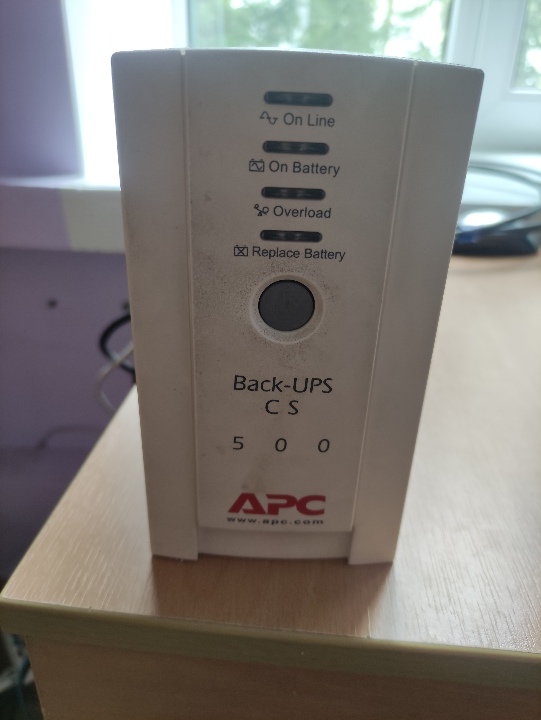 On Line
On Battery
Overload
Replace Battery
Back-UPS
CS
500
APC
www.apc.com